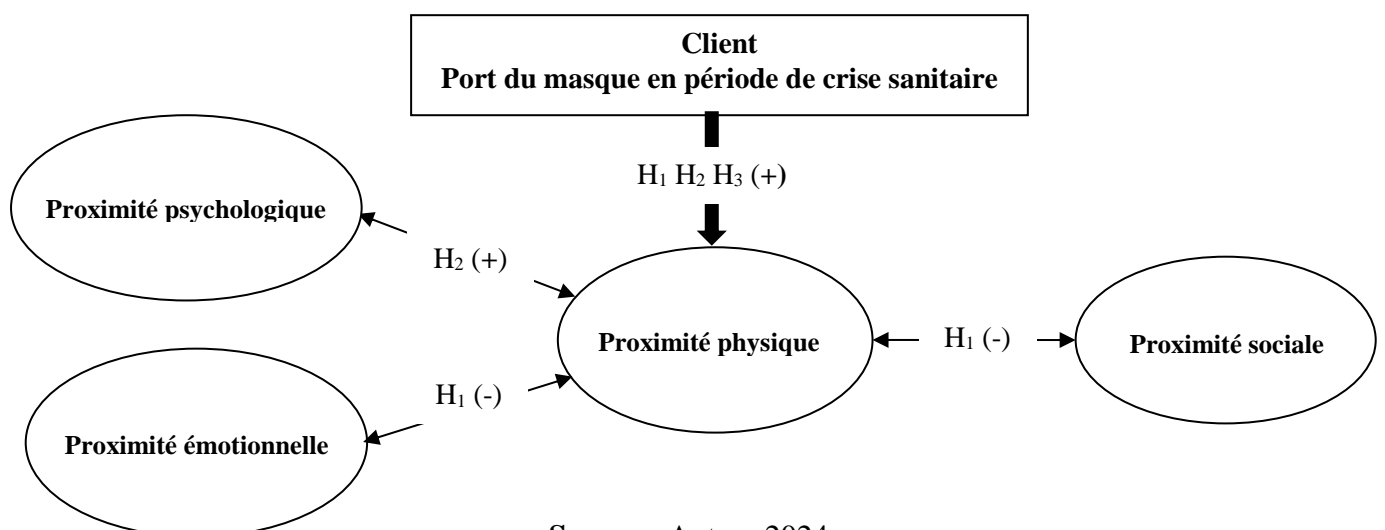 Client
Port du masque en période de crise sanitaire
H₁ H₂ H₃ (+)
Proximité psychologique
H₂ (+)
Proximité physique
H₁ (-)
Proximité sociale
H₁ (-)
Proximité émotionnelle
2024